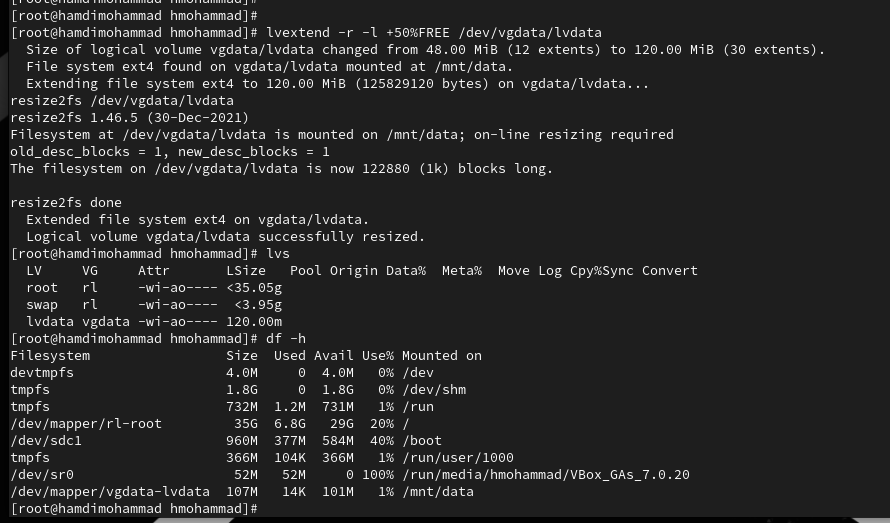 [root@hamdimohammad hmohammad]#
[root@hamdimohammad hmohammad]#
[root@hamdimohammad hmohammad]# lvextend -r -l +50%FREE /dev/vgdata/lvdata
  Size of logical volume vgdata/lvdata changed from 48.00 MiB (12 extents) to 120.00 MiB (30 extents).
  File system ext4 found on vgdata/lvdata mounted at /mnt/data.
  Extending file system ext4 to 120.00 MiB (125829120 bytes) on vgdata/lvdata...
resize2fs /dev/vgdata/lvdata
resize2fs 1.46.5 (30-Dec-2021)
Filesystem at /dev/vgdata/lvdata is mounted on /mnt/data; on-line resizing required
old_desc_blocks = 1, new_desc_blocks = 1
The filesystem on /dev/vgdata/lvdata is now 122880 (1k) blocks long.

resize2fs done
  Extended file system ext4 on vgdata/lvdata.
  Logical volume vgdata/lvdata successfully resized.
[root@hamdimohammad hmohammad]# lvs
  LV     VG     Attr       LSize   Pool Origin Data%  Meta%  Move Log Cpy%Sync Convert
  root   rl     -wi-ao---- <35.05g
  swap   rl     -wi-ao----  <3.95g
  lvdata vgdata -wi-ao---- 120.00m
[root@hamdimohammad hmohammad]# df -h
Filesystem                 Size  Used Avail Use% Mounted on
devtmpfs                   4.0M     0  4.0M   0% /dev
tmpfs                      1.8G     0  1.8G   0% /dev/shm
tmpfs                      732M  1.2M  731M   1% /run
/dev/mapper/rl-root         35G  6.8G   29G  20% /
/dev/sdc1                  960M  377M  584M  40% /boot
tmpfs                      366M  104K  366M   1% /run/user/1000
/dev/sr0                    52M   52M     0 100% /run/media/hmohammad/VBox_GAs_7.0.20
/dev/mapper/vgdata-lvdata  107M   14K  101M   1% /mnt/data
[root@hamdimohammad hmohammad]#